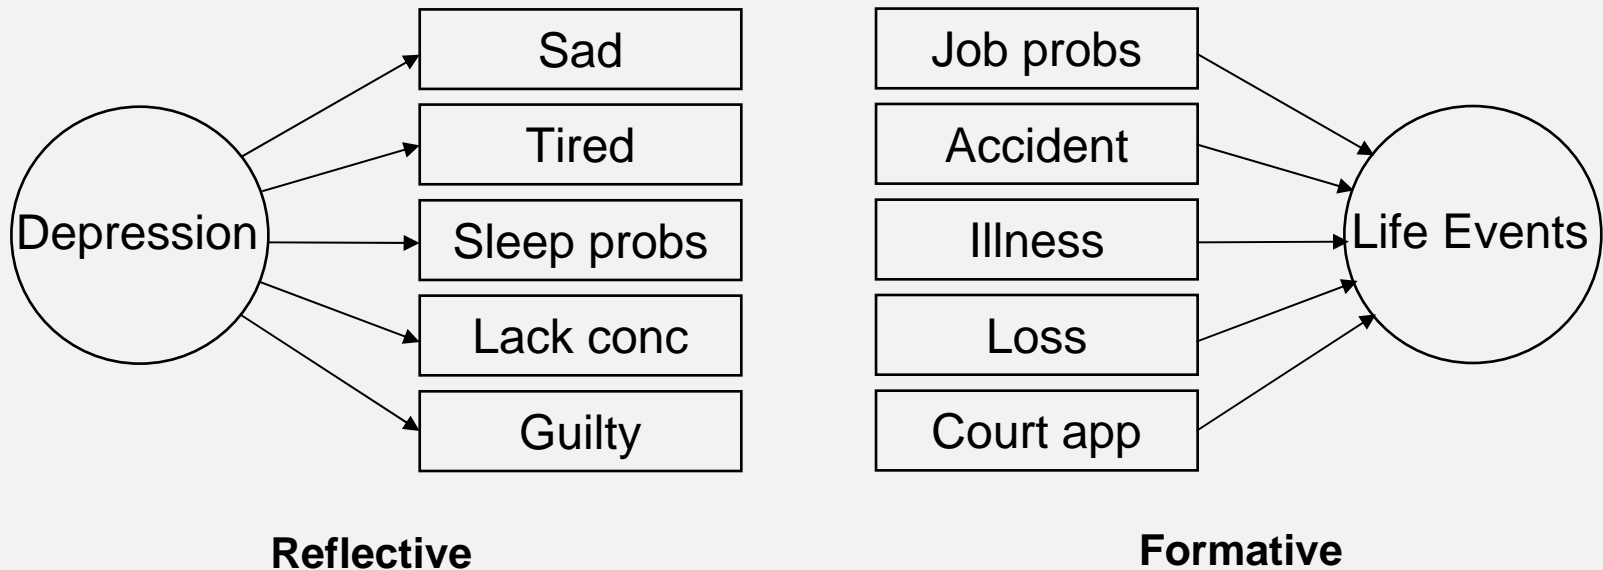 Depression
Sad
Tired
Sleep probs
Lack conc
Guilty
Reflective
Job probs
Accident
Illness
Loss
Court app
Life Events
Formative